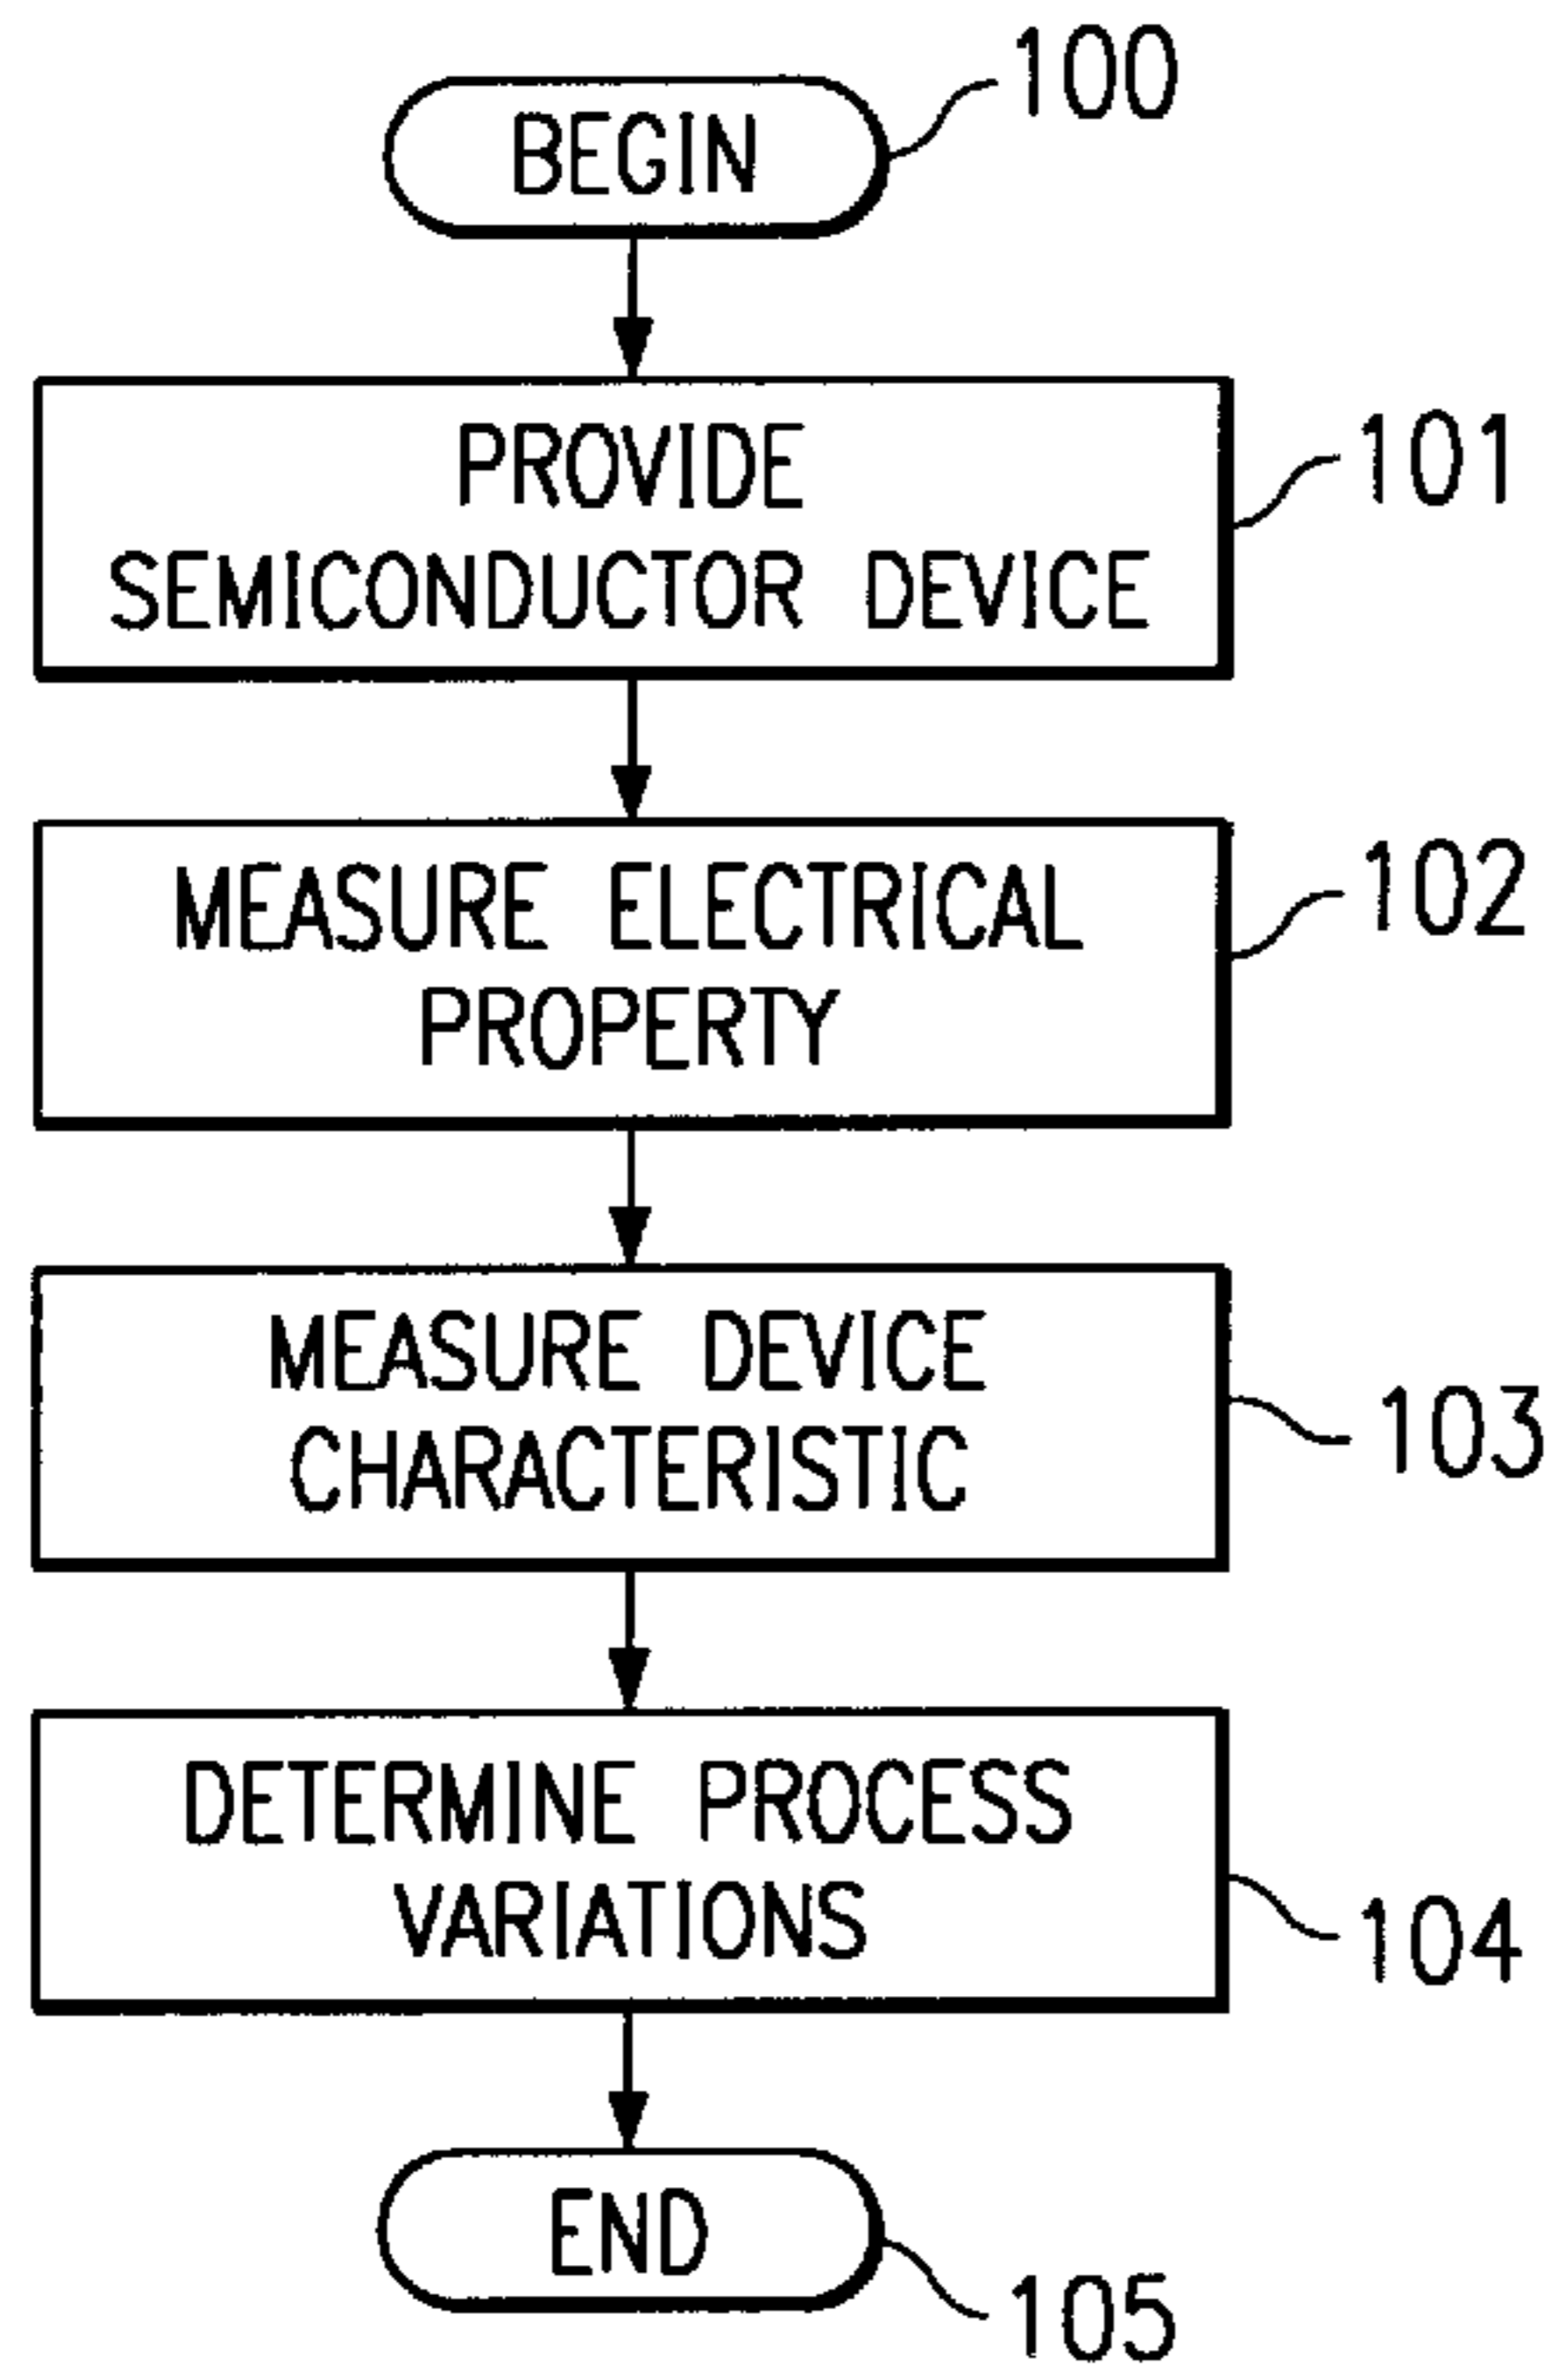 BEGIN
100
PROVIDE
SEMICONDUCTOR DEVICE
101
MEASURE ELECTRICAL
PROPERTY
102
MEASURE DEVICE
CHARACTERISTIC
103
DETERMINE PROCESS
VARIATIONS
104
END
105